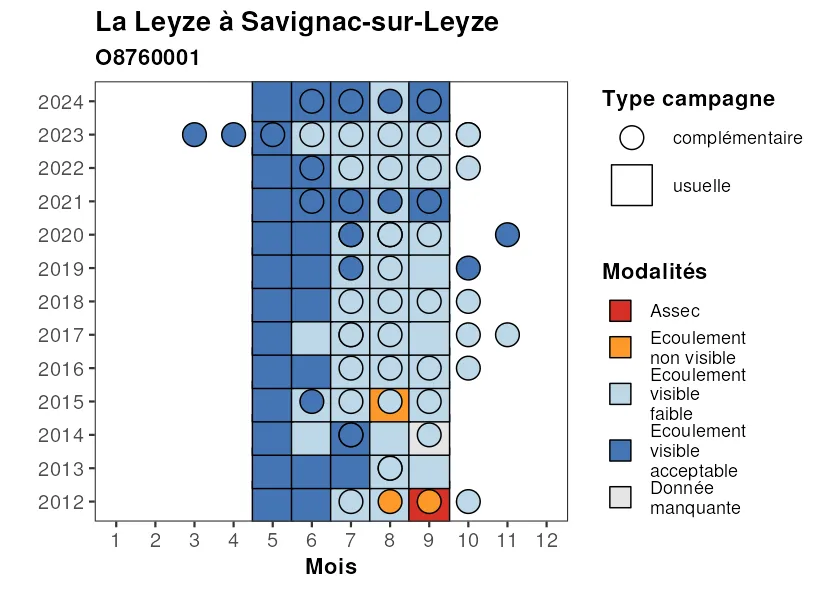 La Leyze à Savignac-sur-Leyze
O8760001
2024
2023
2022
2021
2020
2019
2018
2017
2016
2015
2014
2013
2012
1 2 3 4 5 6 7 8 9 10 11 12
Mois
Type campagne
complémentaire
usuelle
Modalités
Assec
Ecoulement
non visible
Ecoulement
visible
faible
Ecoulement
visible
acceptable
Donnée
manquante